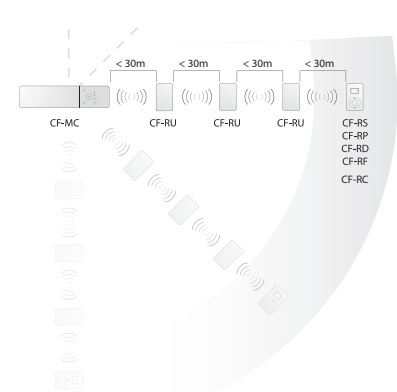 < 30m < 30m < 30m < 30m
CF-MC CF-RU CF-RU CF-RU CF-RS
CF-RP
CF-RD
CF-RF
CF-RC